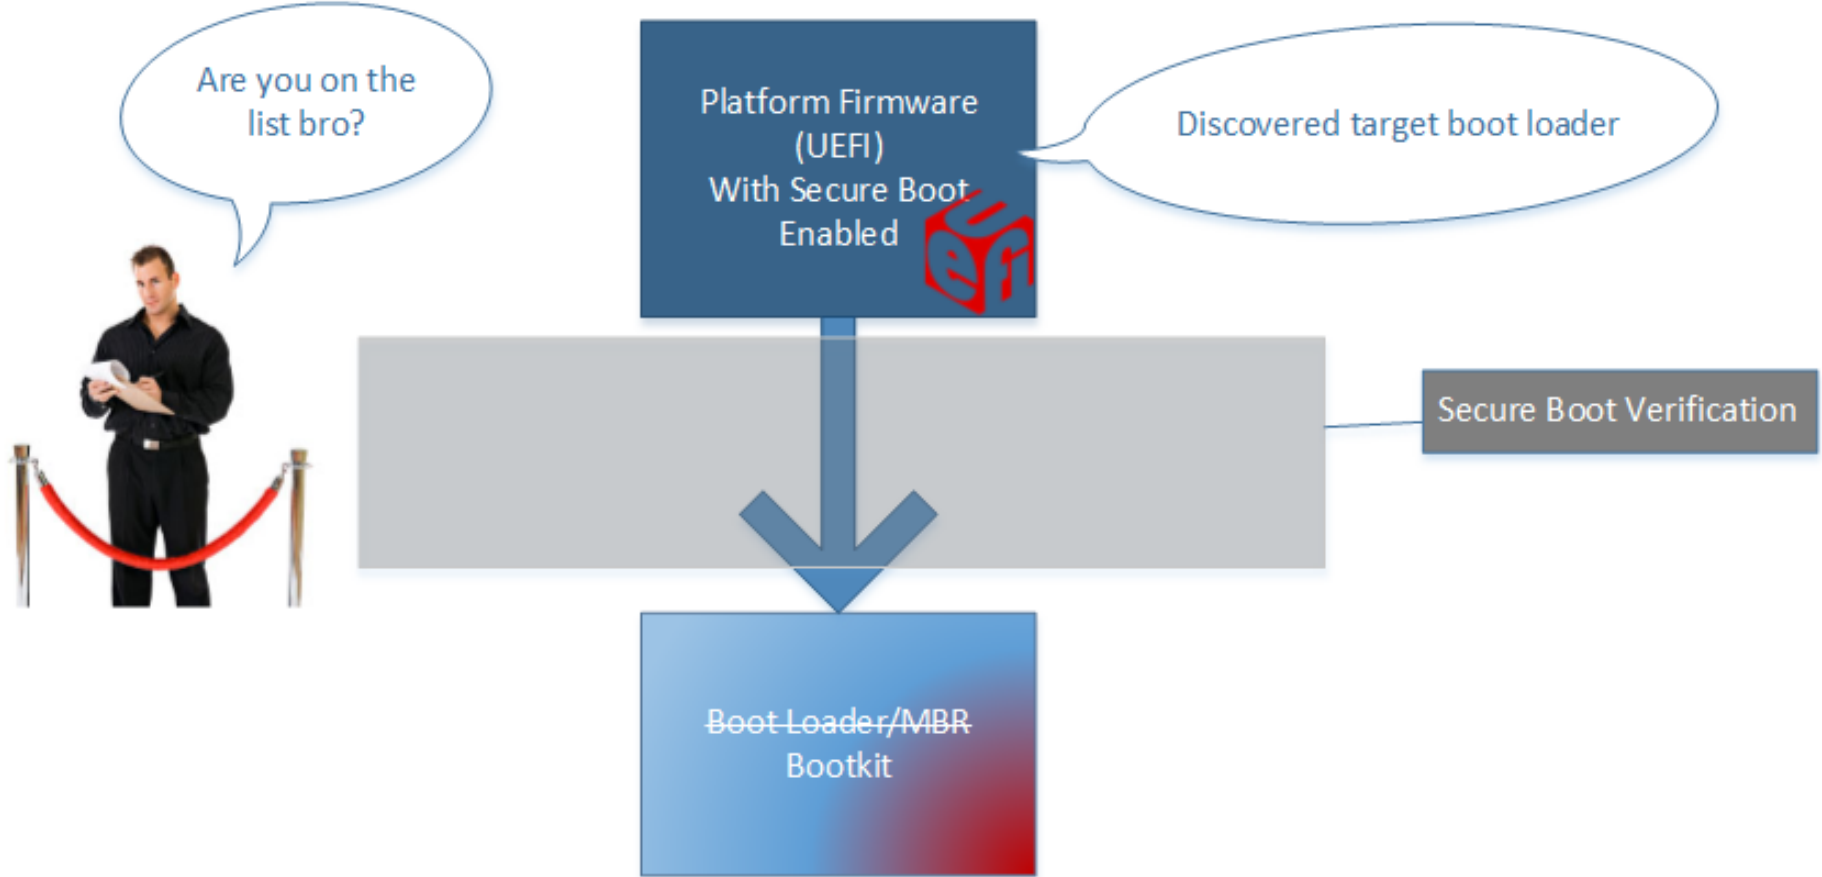 Are you on the
list bro?
Platform Firmware
(UEFI)
With Secure Boot
Enabled
uefi
Discovered target boot loader
Secure Boot Verification
Boot Loader/MBR
Bootkit